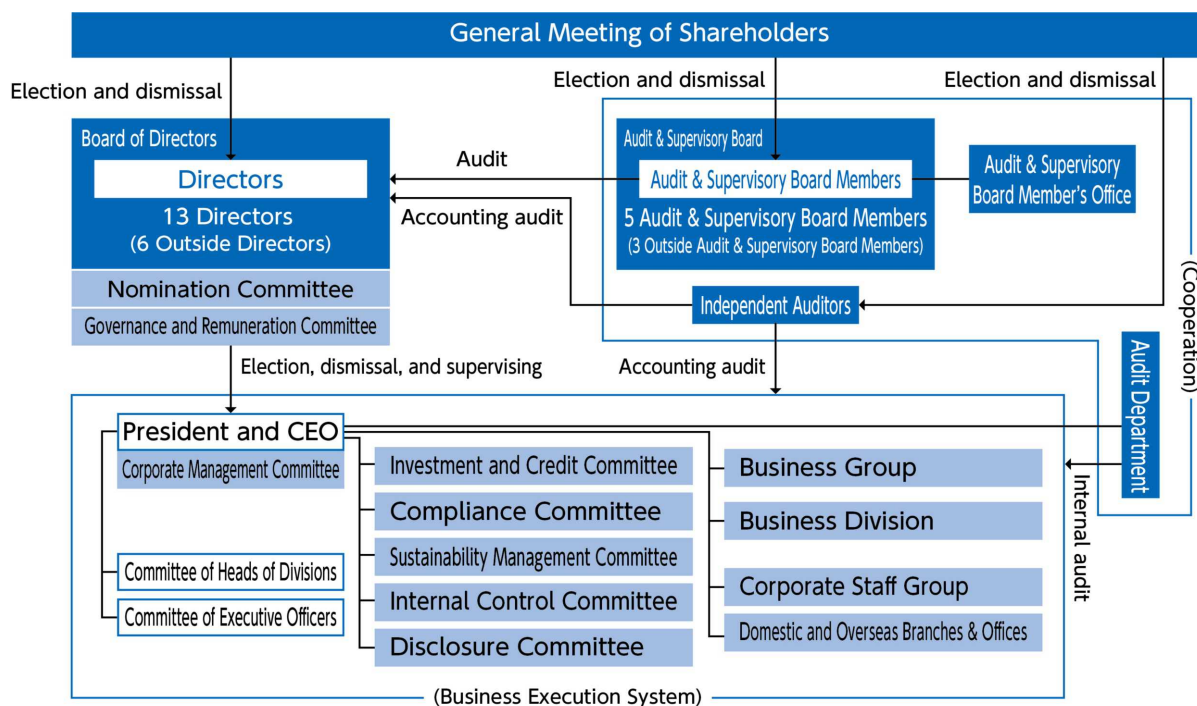 General Meeting of Shareholders
Election and dismissal
Election and dismissal
Election and dismissal
Board of Directors
Directors
13 Directors
(6 Outside Directors)
Nomination Committee
Governance and Remuneration Committee
Audit
Accounting audit
Audit & Supervisory Board
Audit & Supervisory Board Members
5 Audit & Supervisory Board Members
(3 Outside Audit & Supervisory Board Members)
Audit & Supervisory
Board Member's Office
Independent Auditors
(Cooperation)
Election, dismissal, and supervising
Accounting audit
Audit Department
Internal audit
President and CEO
Corporate Management Committee
Committee of Heads of Divisions
Committee of Executive Officers
Investment and Credit Committee
Compliance Committee
Sustainability Management Committee
Internal Control Committee
Disclosure Committee
Business Group
Business Division
Corporate Staff Group
Domestic and Overseas Branches & Offices
(Business Execution System)